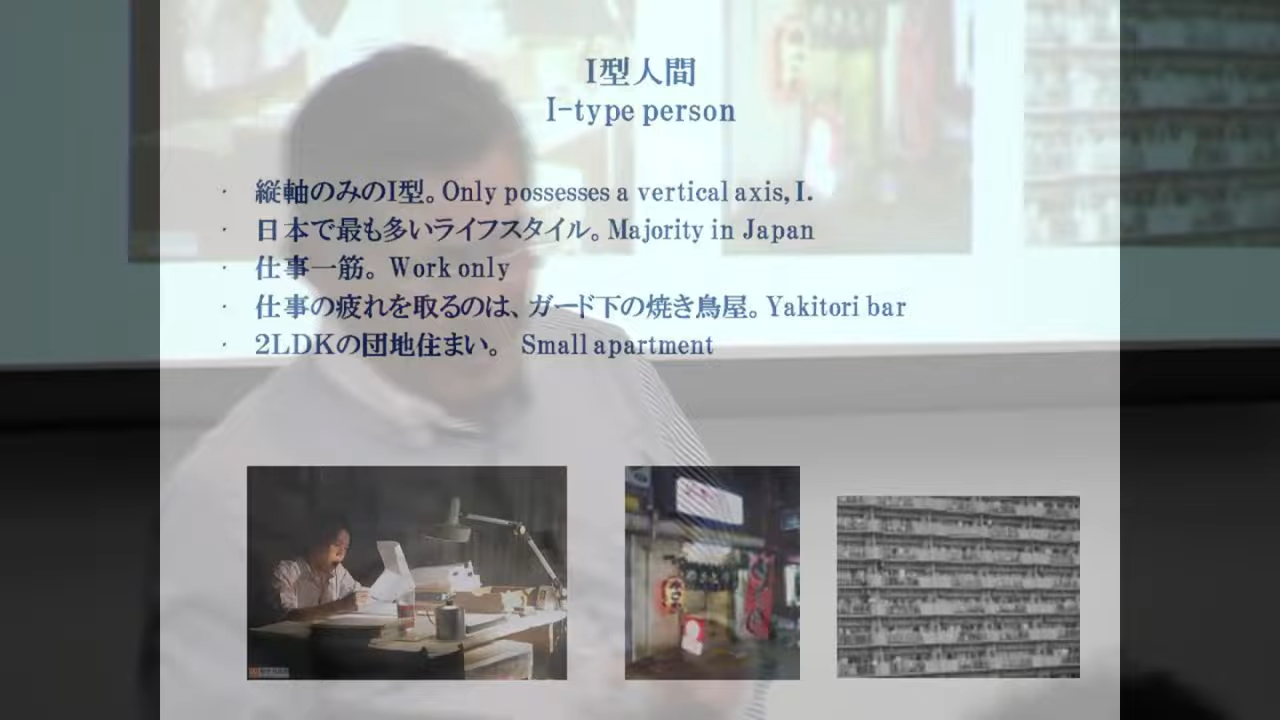 I型人間
I-type person
・ 縦軸のみのI型。Only possesses a vertical axis, I.
・ 日本で最も多いライフスタイル。Majority in Japan
・ 仕事一筋。Work only
・ 仕事の疲れを取るのは、ガード下の焼き鳥屋。Yakitori bar
・ 2LDKの団地住まい。 Small apartment